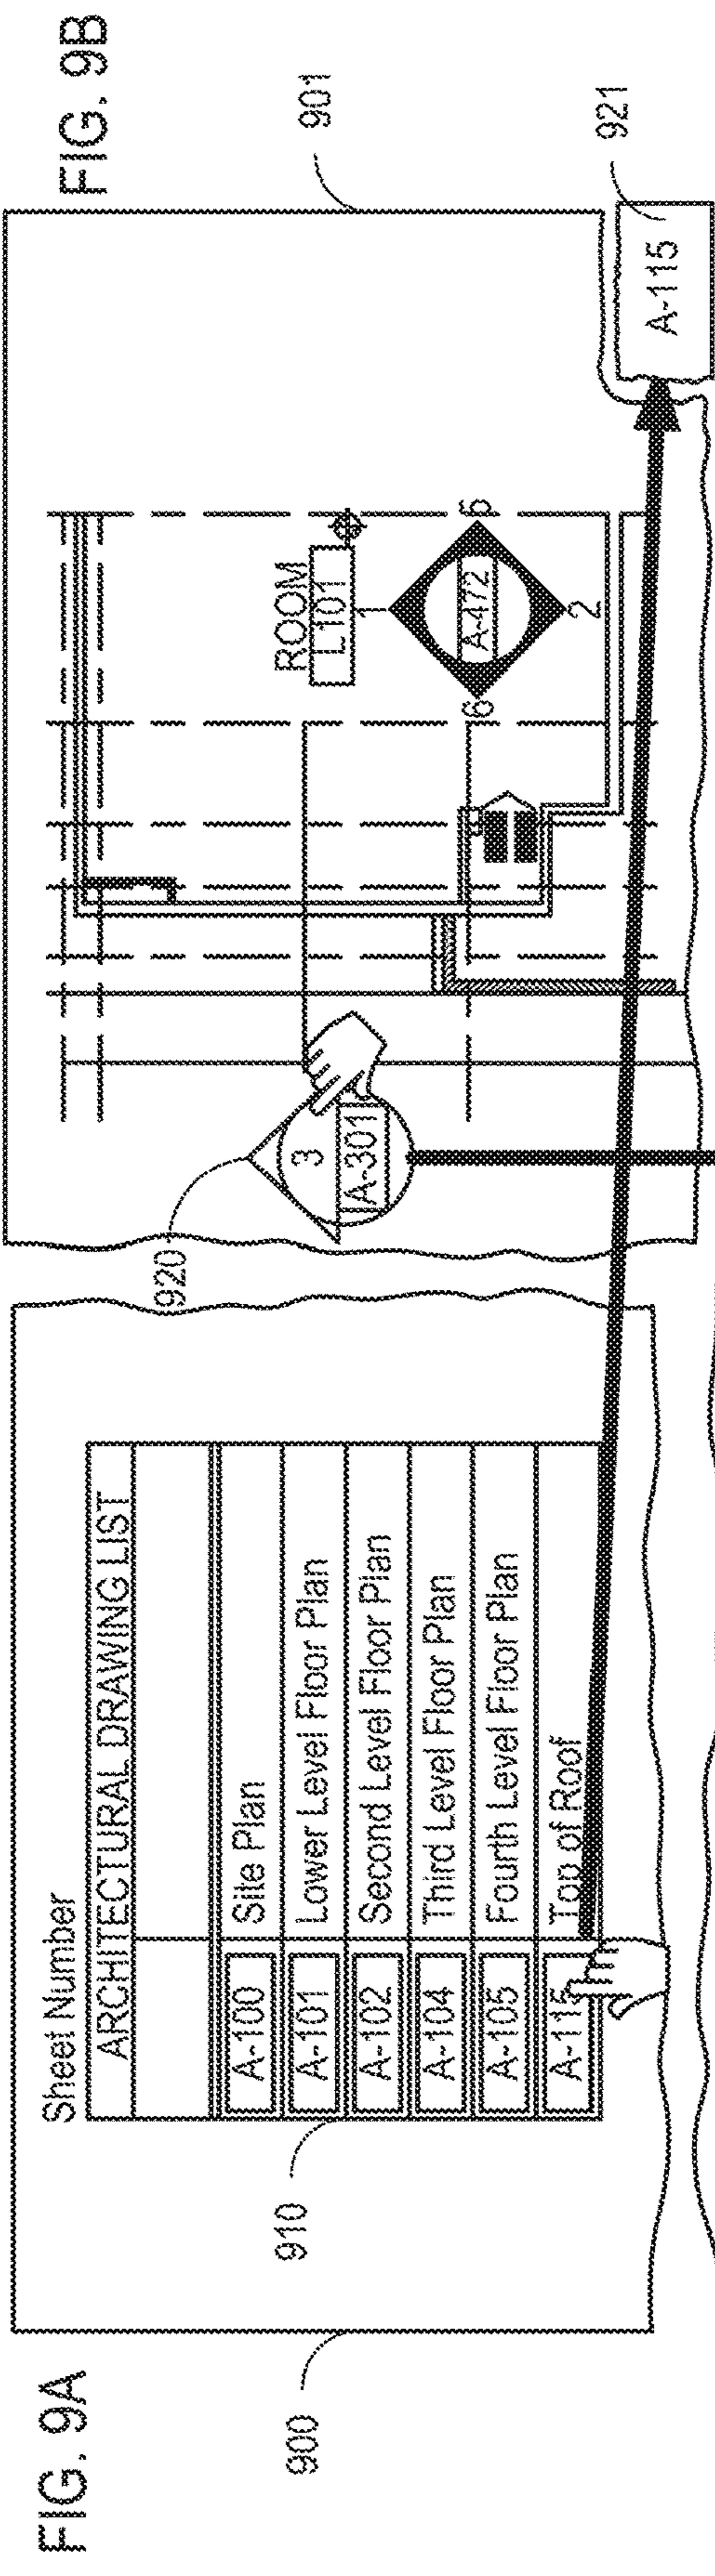 FIG. 9A
900
910
Sheet Number
ARCHITECTURAL DRAWING LIST
A-100 Site Plan
A-101 Lower Level Floor Plan
A-102 Second Level Floor Plan
A-104 Third Level Floor Plan
A-105 Fourth Level Floor Plan
A-115 Top of Roof
FIG. 9B
901
920
3
A-301
ROOM
L101
1
6
A-472
5
2
A-115
921